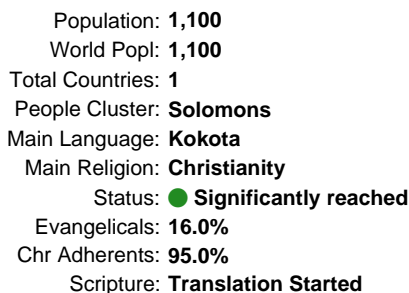 Population: 1,100
World Popl: 1,100
Total Countries: 1
People Cluster: Solomons
Main Language: Kokota
Main Religion: Christianity
Status: Significantly reached
Evangelicals: 16.0%
Chr Adherents: 95.0%
Scripture: Translation Started